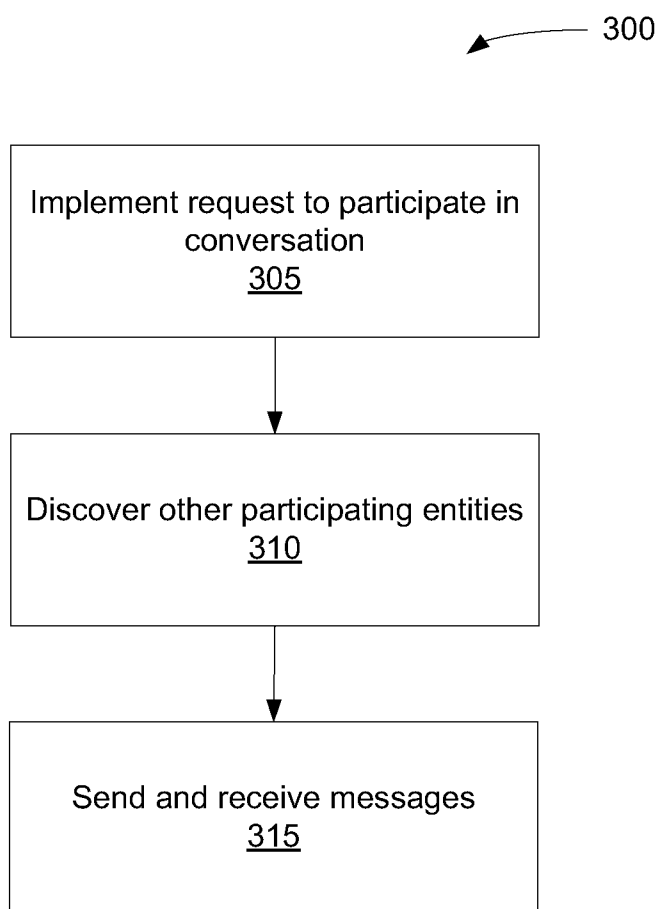 300
Implement request to participate in
conversation
305
Discover other participating entities
310
Send and receive messages
315